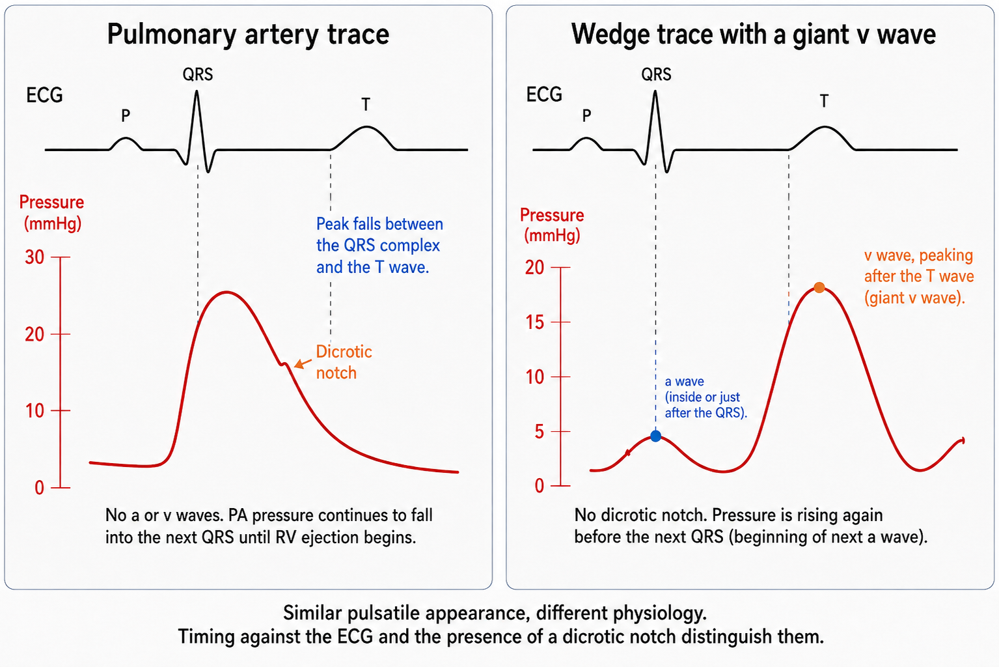 Pulmonary artery trace
QRS
ECG
P
T
Pressure
(mmHg)
30
20
10
0
Peak falls between
the QRS complex
and the T wave.
Dicrotic
notch
No a or v waves. PA pressure continues to fall
into the next QRS until RV ejection begins.
Wedge trace with a giant v wave
QRS
ECG
P
T
Pressure
(mmHg)
20
15
10
5
0
v wave, peaking
after the T wave
(giant v wave).
a wave
(inside or just
after the QRS).
No dicrotic notch. Pressure is rising again
before the next QRS (beginning of next a wave).
Similar pulsatile appearance, different physiology.
Timing against the ECG and the presence of a dicrotic notch distinguish them.